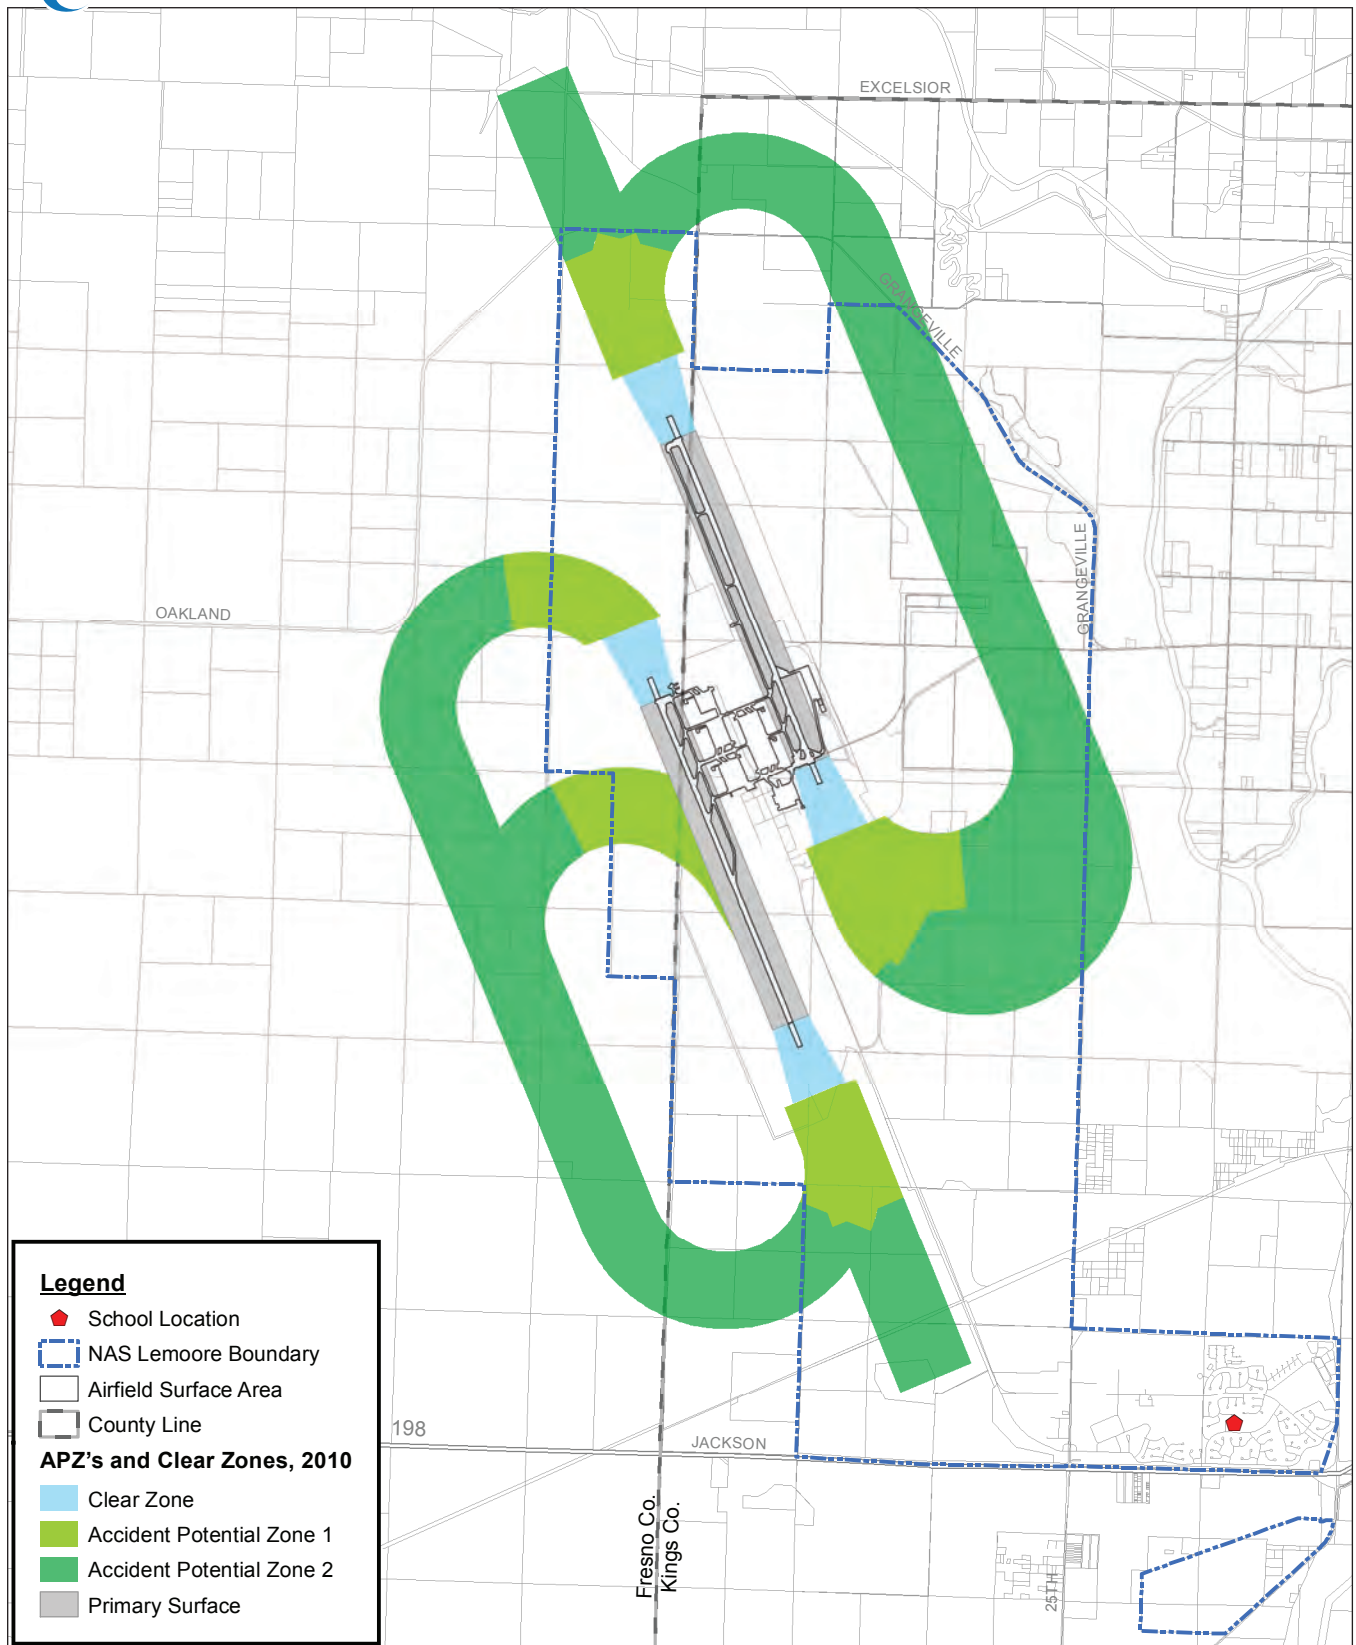 EXCELSIOR
GRANGEVILLE
GRANGEVILLE
OAKLAND
Legend
School Location
NAS Lemoore Boundary
Airfield Surface Area
County Line
APZ's and Clear Zones, 2010
Clear Zone
Accident Potential Zone 1
Accident Potential Zone 2
Primary Surface
198
JACKSON
Fresno Co.
Kings Co.
25TH